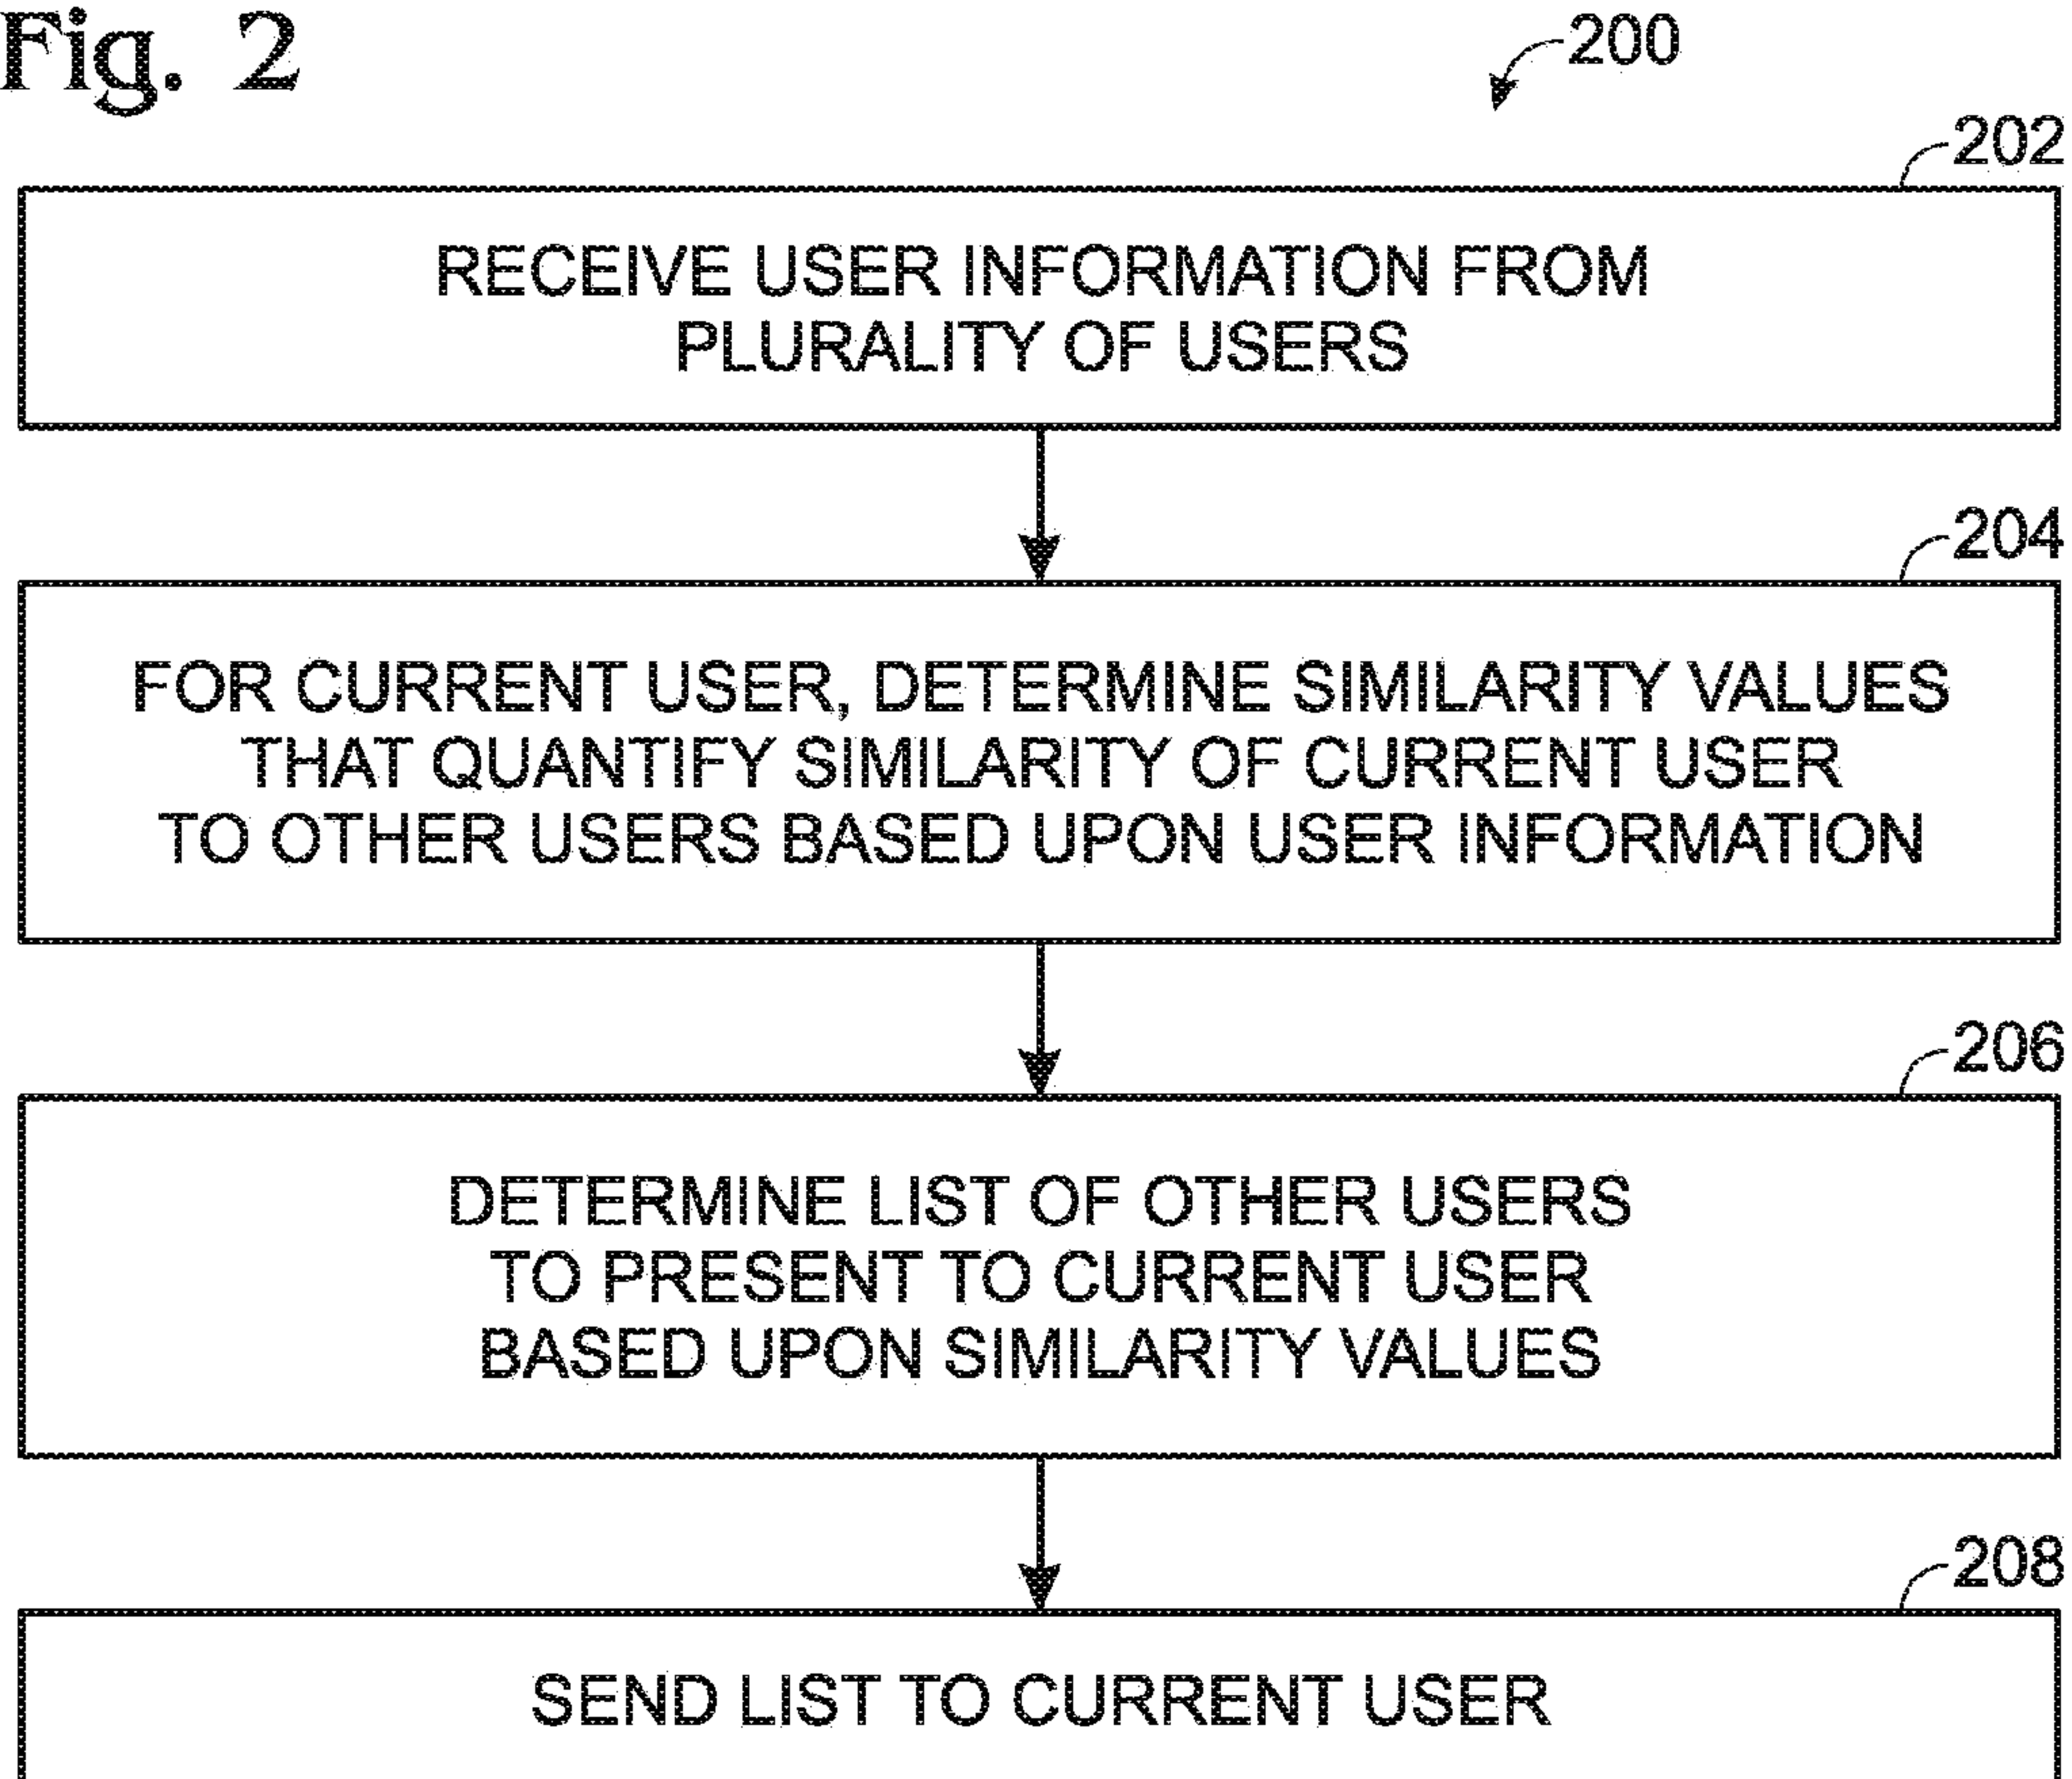 Fig. 2
200
202
RECEIVE USER INFORMATION FROM
PLURALITY OF USERS
204
FOR CURRENT USER, DETERMINE SIMILARITY VALUES
THAT QUANTIFY SIMILARITY OF CURRENT USER
TO OTHER USERS BASED UPON USER INFORMATION
206
DETERMINE LIST OF OTHER USERS
TO PRESENT TO CURRENT USER
BASED UPON SIMILARITY VALUES
208
SEND LIST TO CURRENT USER